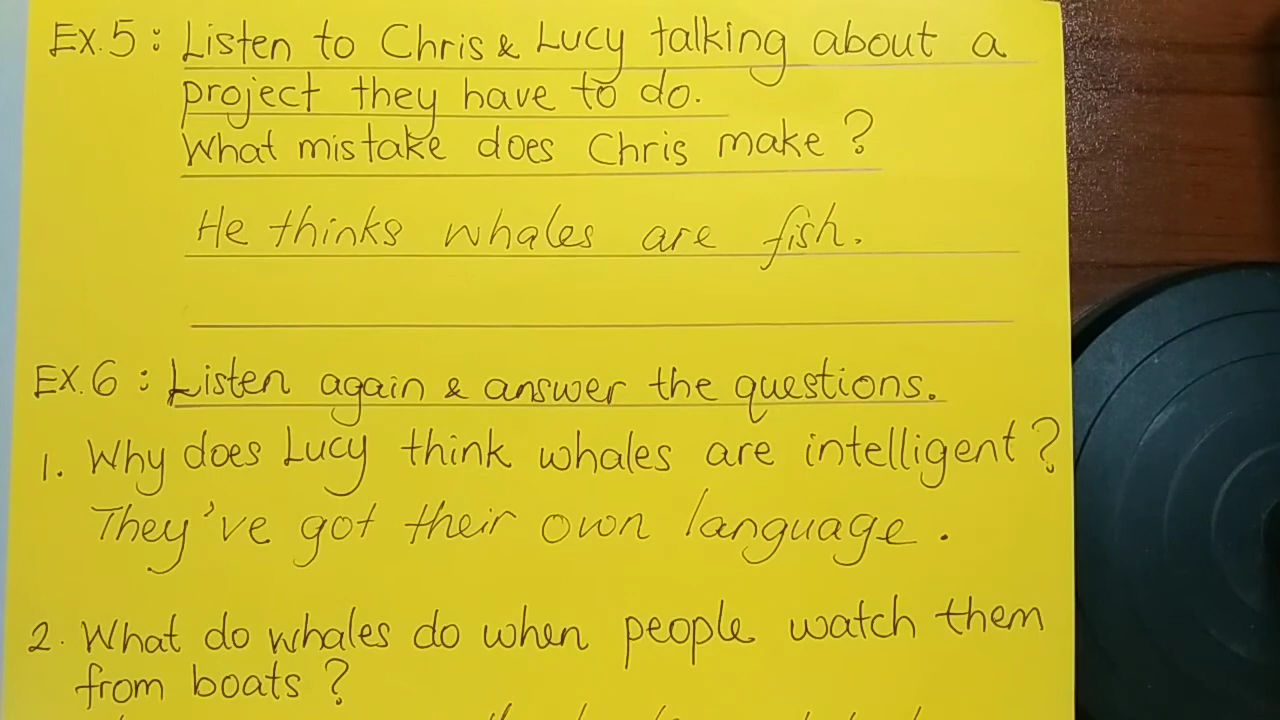 Ex.5: Listen to Chris & Lucy talking about a
project they have to do.
What mistake does Chris make?
He thinks whales are fish.
Ex.6: Listen again & answer the questions.
1. Why does Lucy think whales are intelligent?
They've got their own language.
2. What do whales do when people watch them
from boats?